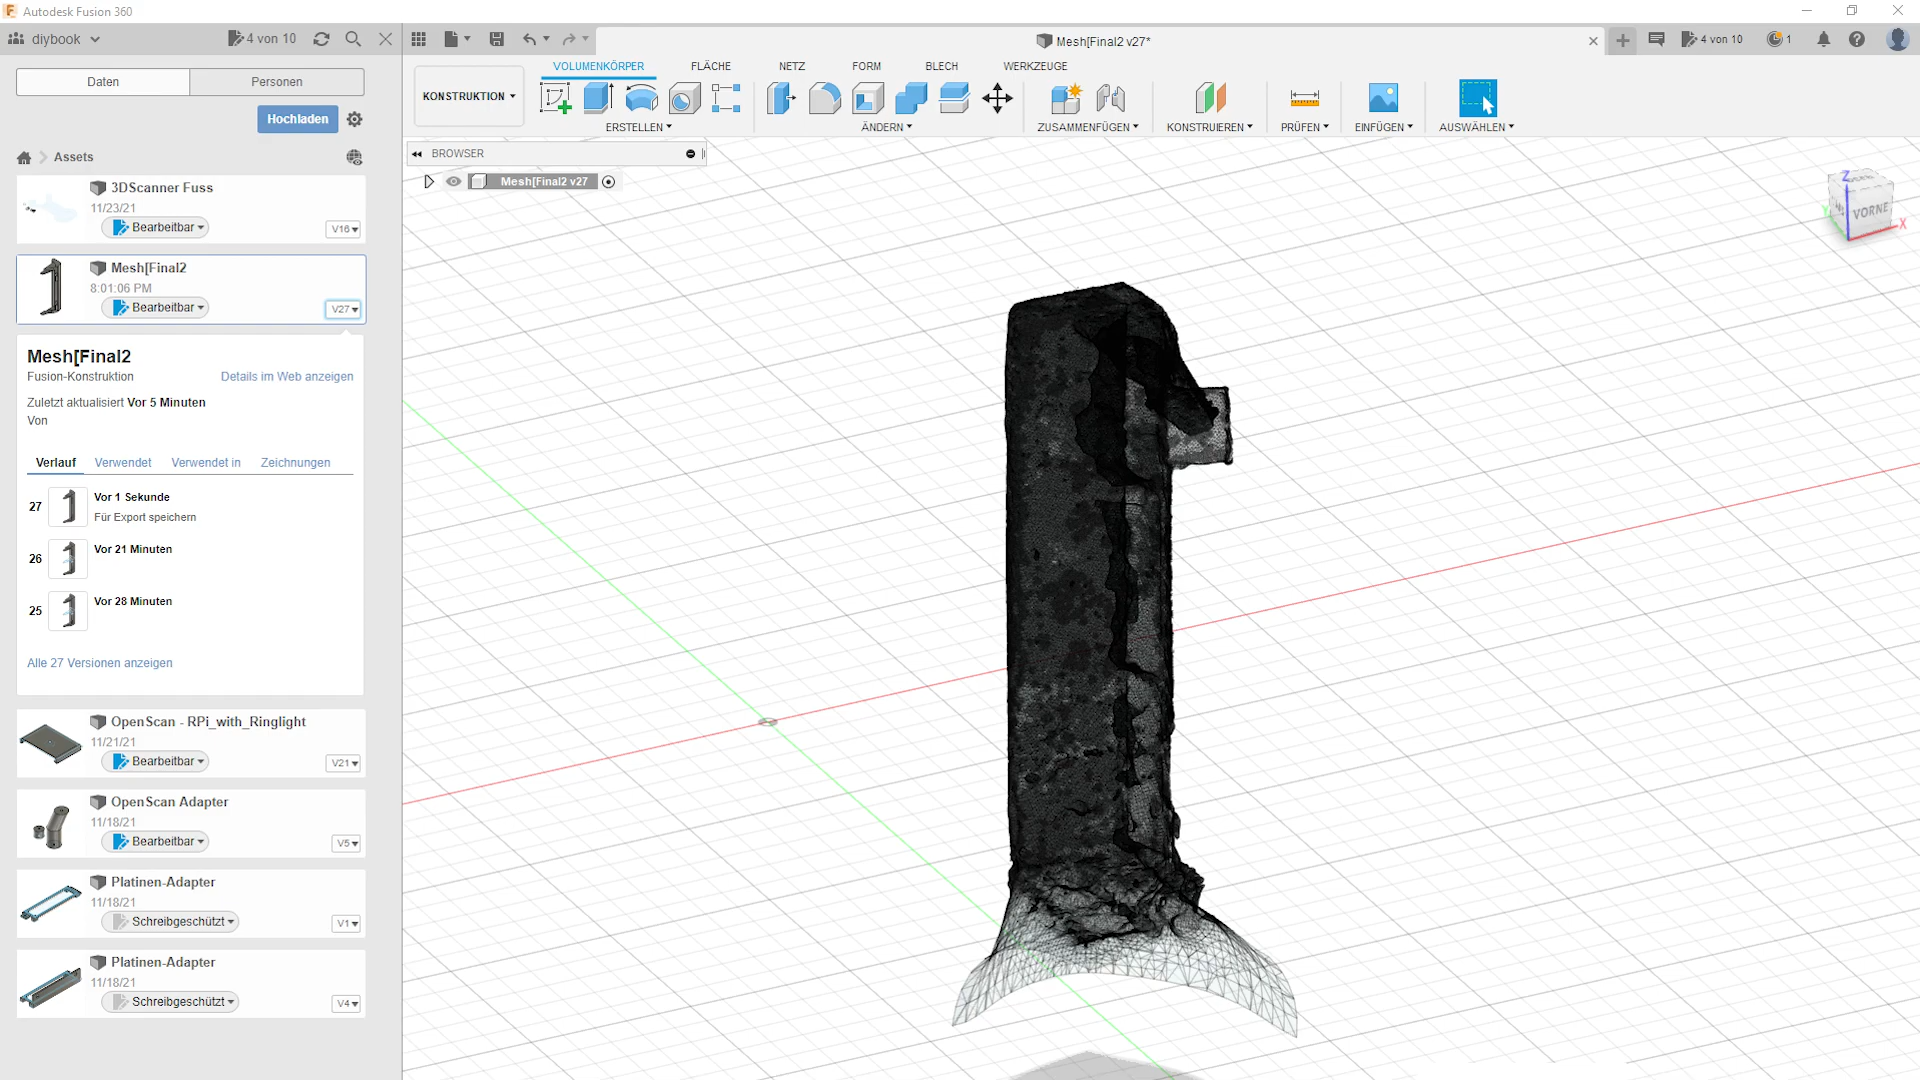 Autodesk Fusion 360
diybook
4 von 10
Mesh[Final2 v27*
4 von 10
1
Daten
Personen
Hochladen
Assets
3DScanner Fuss
11/23/21
Bearbeitbar
V16
Mesh[Final2
8:01:06 PM
Bearbeitbar
V27
Mesh[Final2
Fusion-Konstruktion
Details im Web anzeigen
Zuletzt aktualisiert Vor 5 Minuten
Von
Verlauf
Verwendet
Verwendet in
Zeichnungen
27
Vor 1 Sekunde
Für Export speichern
26
Vor 21 Minuten
25
Vor 28 Minuten
Alle 27 Versionen anzeigen
OpenScan - RPi_with_Ringlight
11/21/21
Bearbeitbar
V21
OpenScan Adapter
11/18/21
Bearbeitbar
V5
Platinen-Adapter
11/18/21
Schreibgeschützt
V1
Platinen-Adapter
11/18/21
Schreibgeschützt
V4
KONSTRUKTION
VOLUMENKÖRPER
FLÄCHE
NETZ
FORM
BLECH
WERKZEUGE
ERSTELLEN
ÄNDERN
ZUSAMMENFÜGEN
KONSTRUIEREN
PRÜFEN
EINFÜGEN
AUSWÄHLEN
BROWSER
Mesh[Final2 v27
Z
VORNE
Y
X